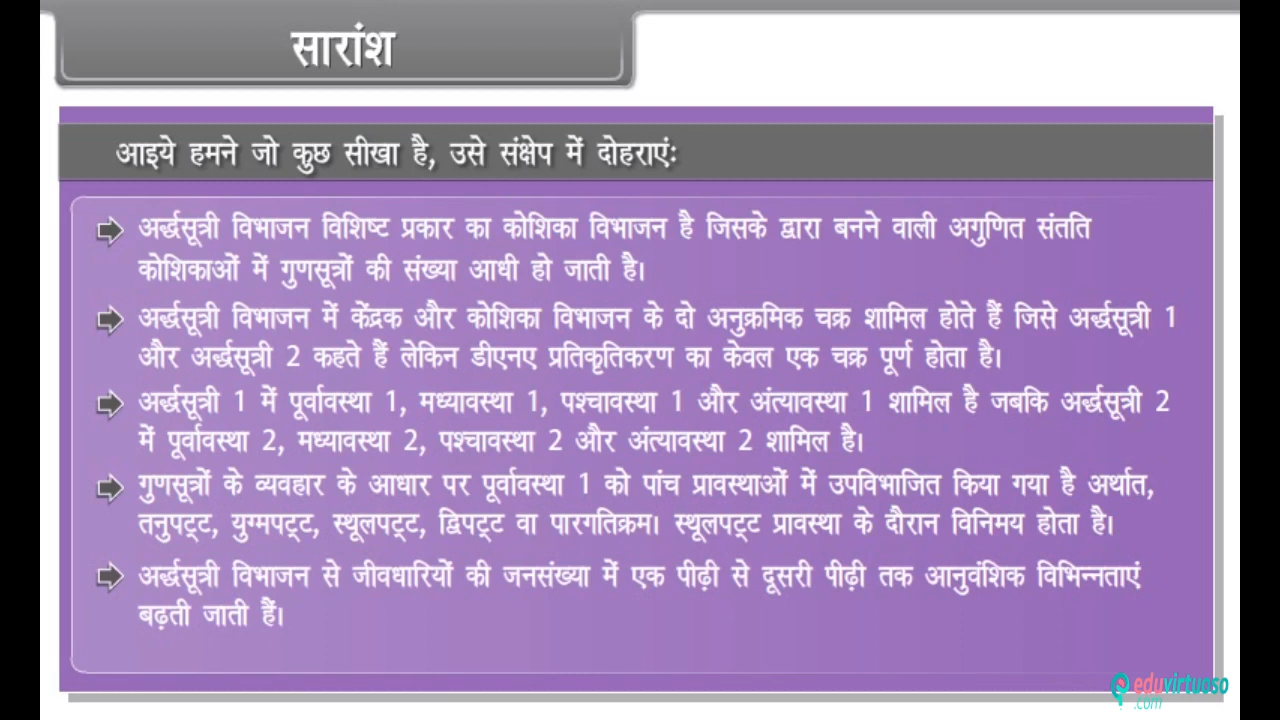 सारांश
आइये हमने जो कुछ सीखा है, उसे संक्षेप में दोहराएंः
अर्द्धसूत्री विभाजन विशिष्ट प्रकार का कोशिका विभाजन है जिसके द्वारा बनने वाली अगुणित संतति
कोशिकाओं में गुणसूत्रों की संख्या आधी हो जाती है।
अर्द्धसूत्री विभाजन में केंद्रक और कोशिका विभाजन के दो अनुक्रमिक चक्र शामिल होते हैं जिसे अर्द्धसूत्री 1
और अर्द्धसूत्री 2 कहते हैं लेकिन डीएनए प्रतिकृतिकरण का केवल एक चक्र पूर्ण होता है।
अर्द्धसूत्री 1 में पूर्वावस्था 1, मध्यावस्था 1, पश्चावस्था 1 और अंत्यावस्था 1 शामिल है जबकि अर्द्धसूत्री 2
में पूर्वावस्था 2, मध्यावस्था 2, पश्चावस्था 2 और अंत्यावस्था 2 शामिल है।
गुणसूत्रों के व्यवहार के आधार पर पूर्वावस्था 1 को पांच प्रावस्थाओं में उपविभाजित किया गया है अर्थात,
तनुपट्ट, युग्मपट्ट, स्थूलपट्ट, द्विपट्ट वा पारगतिक्रम। स्थूलपट्ट प्रावस्था के दौरान विनिमय होता है।
अर्द्धसूत्री विभाजन से जीवधारियों की जनसंख्या में एक पीढ़ी से दूसरी पीढ़ी तक आनुवंशिक विभिन्नताएं
बढ़ती जाती हैं।
eduvirtuoso
.com